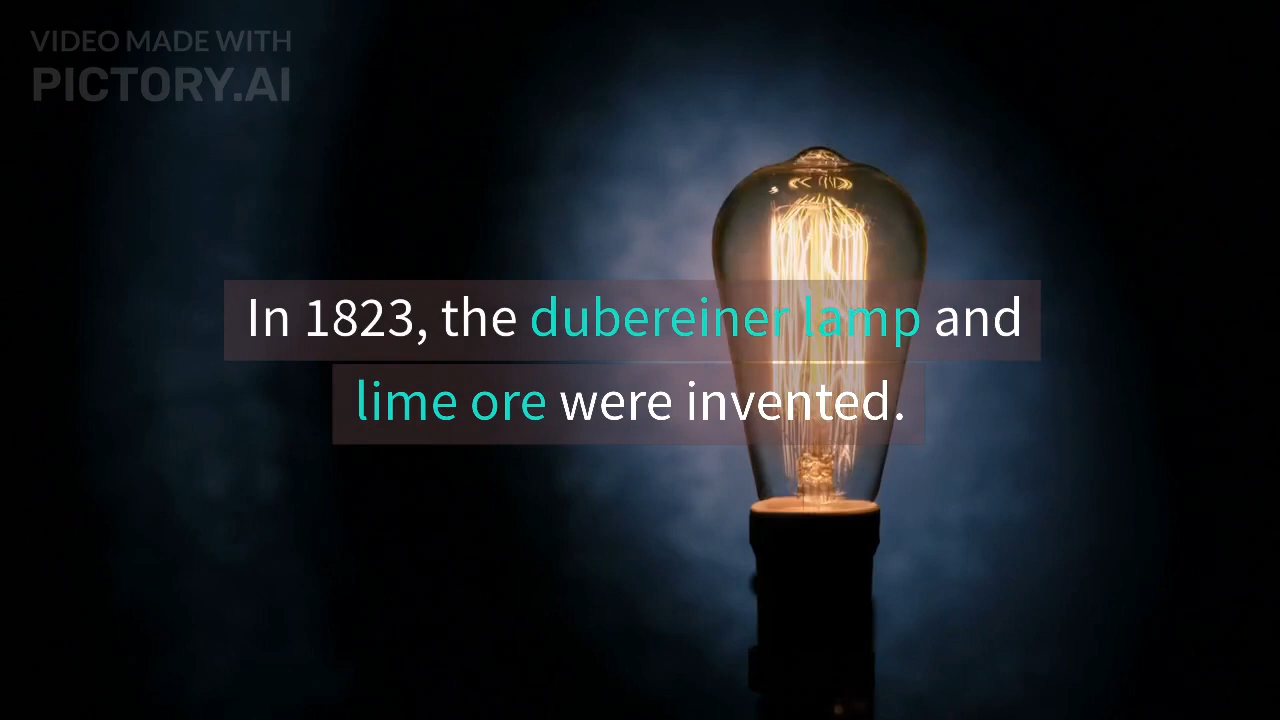 VIDEO MADE WITH
PICTORY.AI
In 1823, the dubereiner lamp and
lime ore were invented.